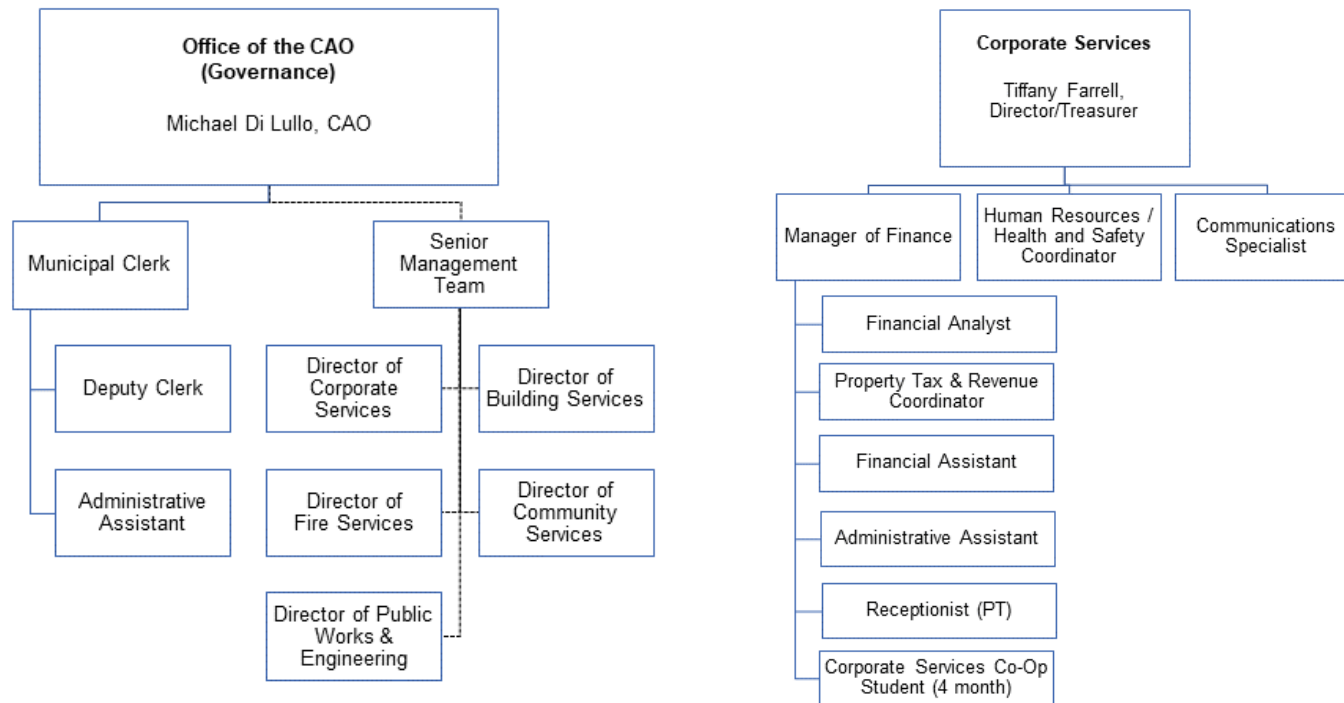 Office of the CAO
(Governance)
Michael Di Lullo, CAO
Municipal Clerk
Senior
Management
Team
Deputy Clerk
Director of
Corporate
Services
Director of
Building Services
Administrative
Assistant
Director of
Fire Services
Director of
Community
Services
Director of Public
Works &
Engineering
Corporate Services
Tiffany Farrell,
Director/Treasurer
Manager of Finance
Human Resources /
Health and Safety
Coordinator
Communications
Specialist
Financial Analyst
Property Tax & Revenue
Coordinator
Financial Assistant
Administrative Assistant
Receptionist (PT)
Corporate Services Co-Op
Student (4 month)